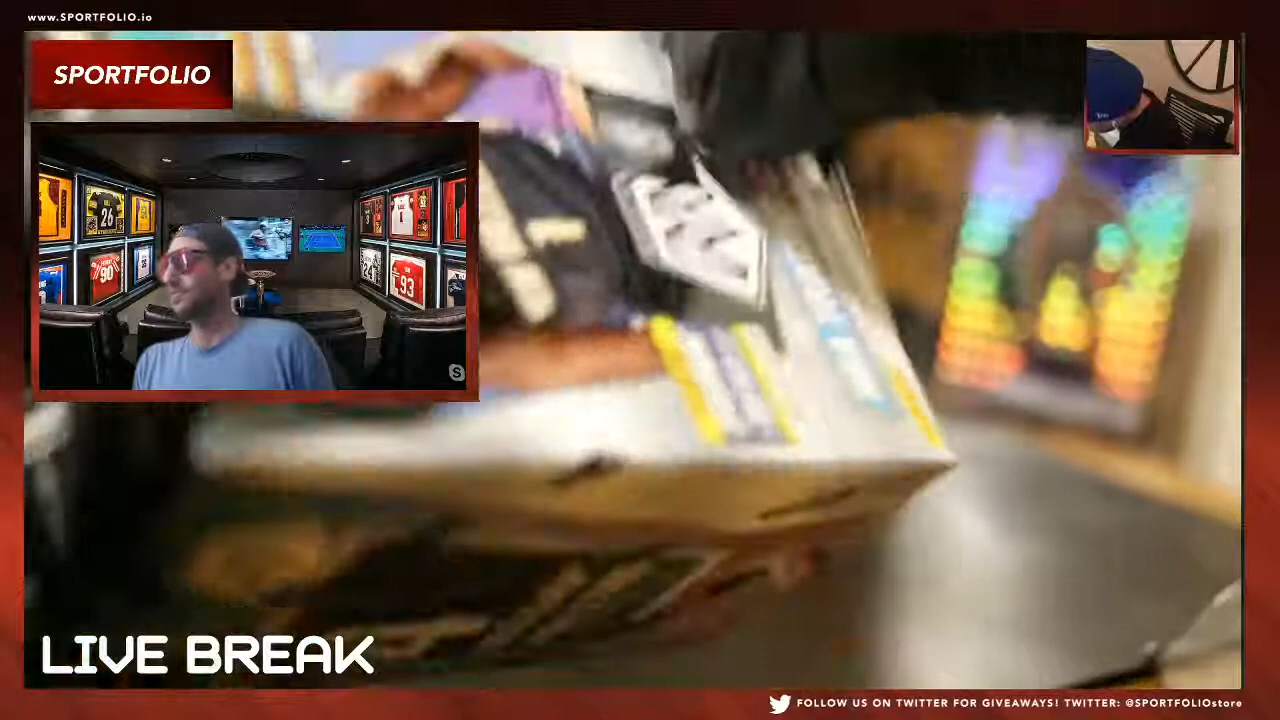 www.SPORTFOLIO.io
SPORTFOLIO
26
90
93
LIVE BREAK
FOLLOW US ON TWITTER FOR GIVEAWAYS! TWITTER: @SPORTFOLIOstore